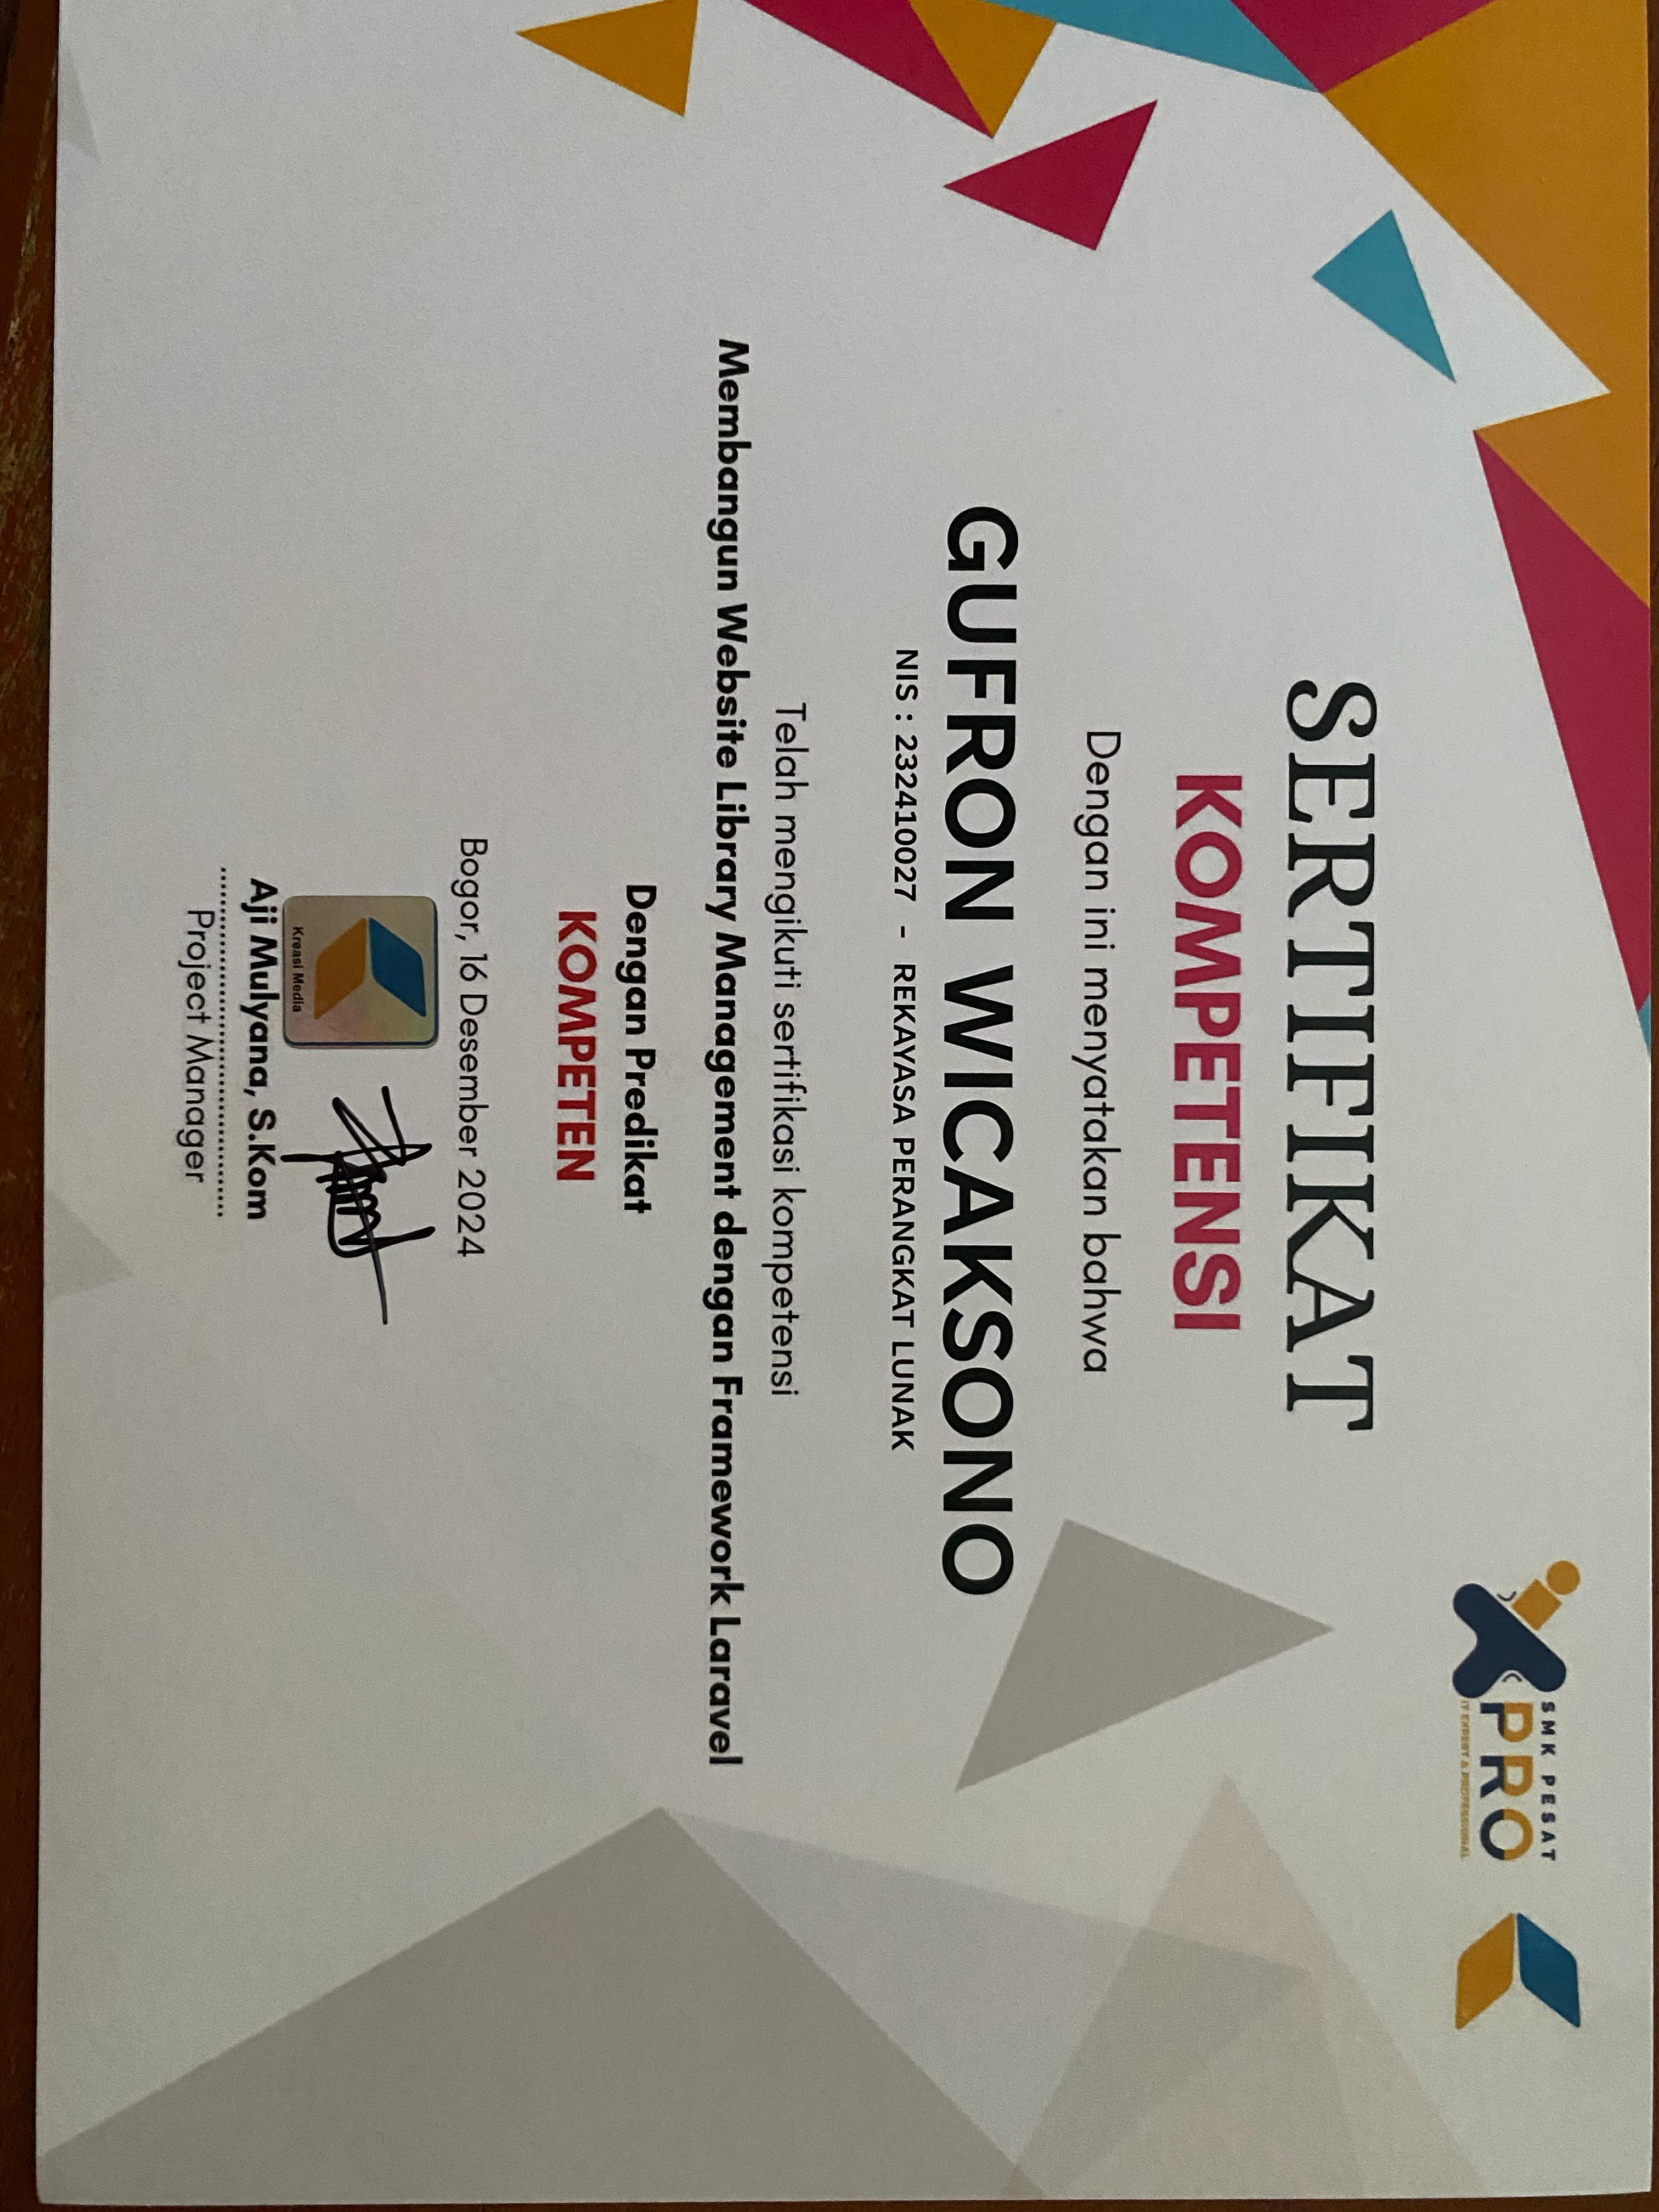 SMK PESAT
XPRO
IT EXPERT & PROFESSIONAL
SERTIFIKAT
KOMPETENSI
Dengan ini menyatakan bahwa
GUFRON WICAKSONO
NIS : 232410027 - REKAYASA PERANGKAT LUNAK
Telah mengikuti sertifikasi kompetensi
Membangun Website Library Management dengan Framework Laravel
Dengan Predikat
KOMPETEN
Bogor, 16 Desember 2024
Kreasi Media
Aji Mulyana, S.Kom
Project Manager